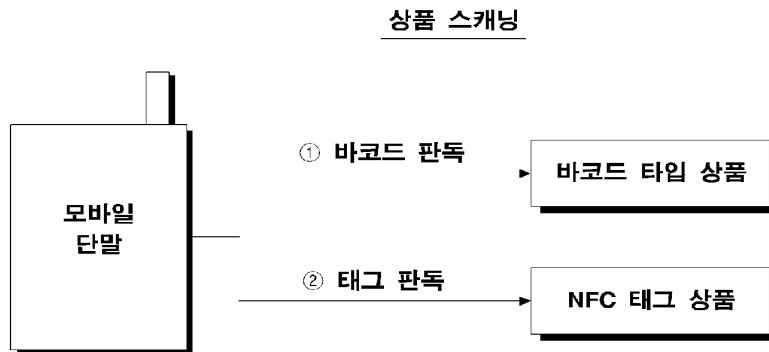 상품 스캐닝
① 바코드 판독
바코드 타입 상품
모바일
단말
② 태그 판독
NFC 태그 상품